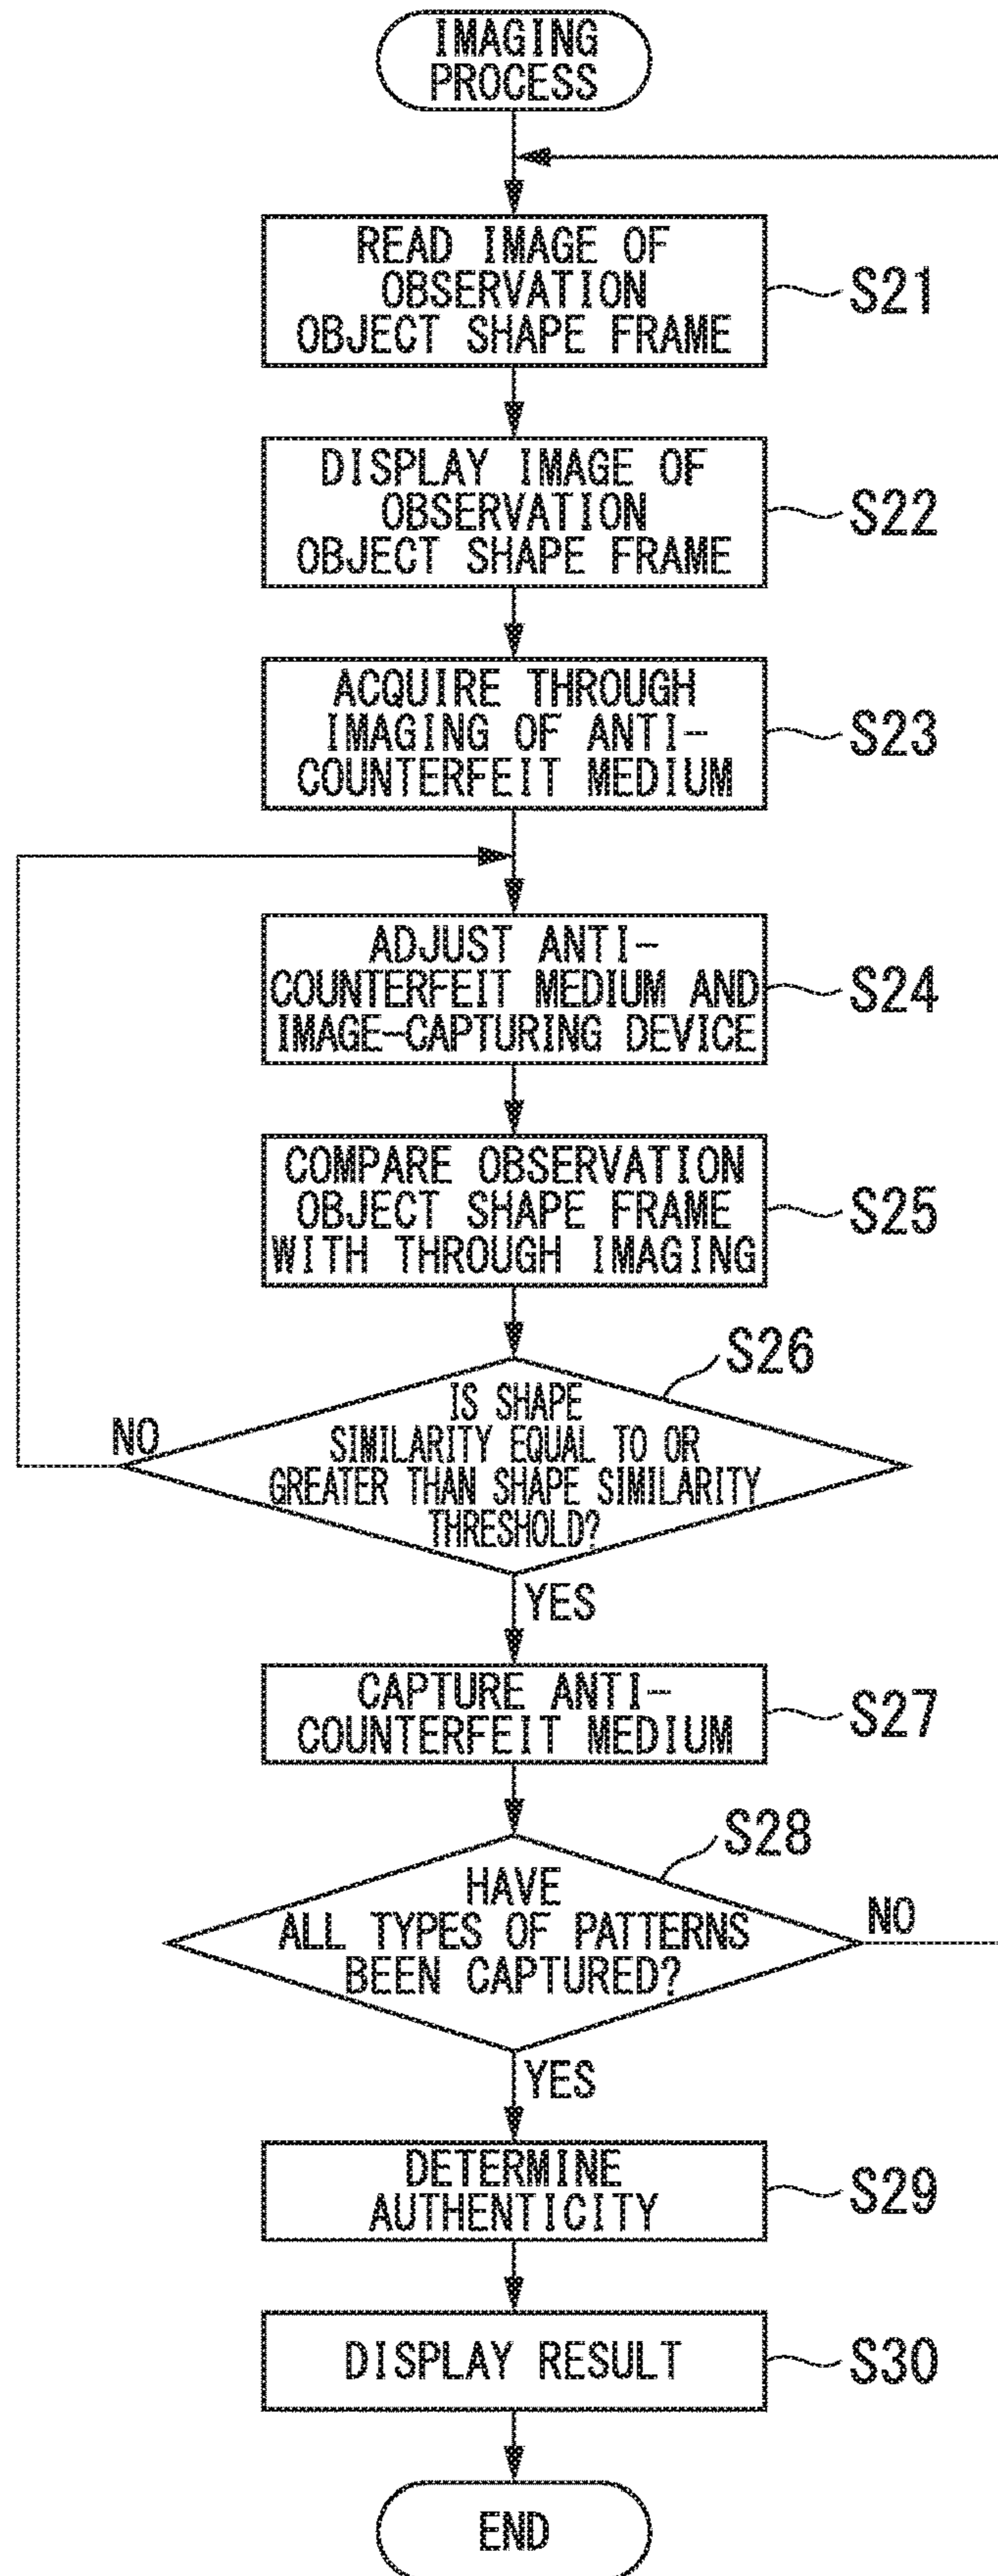 IMAGING
PROCESS
READ IMAGE OF
OBSERVATION
OBJECT SHAPE FRAME
S21
DISPLAY IMAGE OF
OBSERVATION
OBJECT SHAPE FRAME
S22
ACQUIRE THROUGH
IMAGING OF ANTI-
COUNTERFEIT MEDIUM
S23
ADJUST ANTI-
COUNTERFEIT MEDIUM AND
IMAGE-CAPTURING DEVICE
S24
COMPARE OBSERVATION
OBJECT SHAPE FRAME
WITH THROUGH IMAGING
S25
S26
IS SHAPE
SIMILARITY EQUAL TO OR
GREATER THAN SHAPE SIMILARITY
THRESHOLD?
NO
YES
CAPTURE ANTI-
COUNTERFEIT MEDIUM
S27
S28
HAVE
ALL TYPES OF PATTERNS
BEEN CAPTURED?
NO
YES
DETERMINE
AUTHENTICITY
S29
DISPLAY RESULT
S30
END